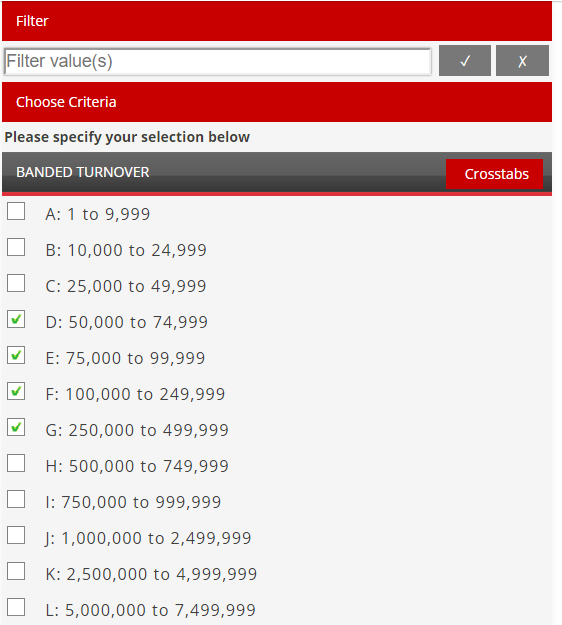 Filter
Filter value(s)
✓ ✗
Choose Criteria
Please specify your selection below
BANDED TURNOVER Crosstabs
A: 1 to 9,999
B: 10,000 to 24,999
C: 25,000 to 49,999
D: 50,000 to 74,999
E: 75,000 to 99,999
F: 100,000 to 249,999
G: 250,000 to 499,999
H: 500,000 to 749,999
I: 750,000 to 999,999
J: 1,000,000 to 2,499,999
K: 2,500,000 to 4,999,999
L: 5,000,000 to 7,499,999